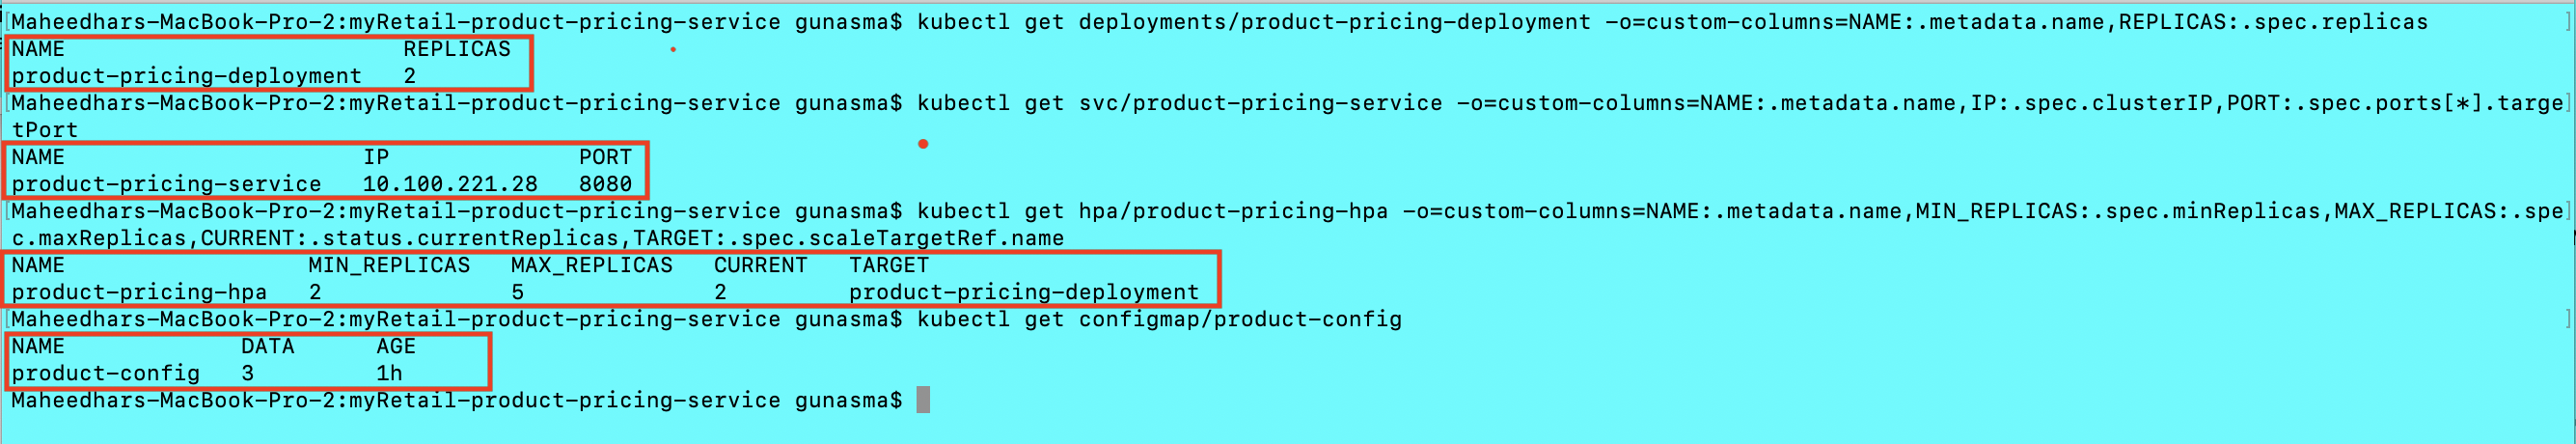 [Maheedhars-MacBook-Pro-2:myRetail-product-pricing-service gunasma$ kubectl get deployments/product-pricing-deployment -o=custom-columns=NAME:.metadata.name,REPLICAS:.spec.replicas ]
NAME REPLICAS
product-pricing-deployment 2
[Maheedhars-MacBook-Pro-2:myRetail-product-pricing-service gunasma$ kubectl get svc/product-pricing-service -o=custom-columns=NAME:.metadata.name,IP:.spec.clusterIP,PORT:.spec.ports[*].targe]
tPort
NAME IP PORT
product-pricing-service 10.100.221.28 8080
[Maheedhars-MacBook-Pro-2:myRetail-product-pricing-service gunasma$ kubectl get hpa/product-pricing-hpa -o=custom-columns=NAME:.metadata.name,MIN_REPLICAS:.spec.minReplicas,MAX_REPLICAS:.spe]
c.maxReplicas,CURRENT:.status.currentReplicas,TARGET:.spec.scaleTargetRef.name
NAME MIN_REPLICAS MAX_REPLICAS CURRENT TARGET
product-pricing-hpa 2 5 2 product-pricing-deployment
[Maheedhars-MacBook-Pro-2:myRetail-product-pricing-service gunasma$ kubectl get configmap/product-config ]
NAME DATA AGE
product-config 3 1h
Maheedhars-MacBook-Pro-2:myRetail-product-pricing-service gunasma$